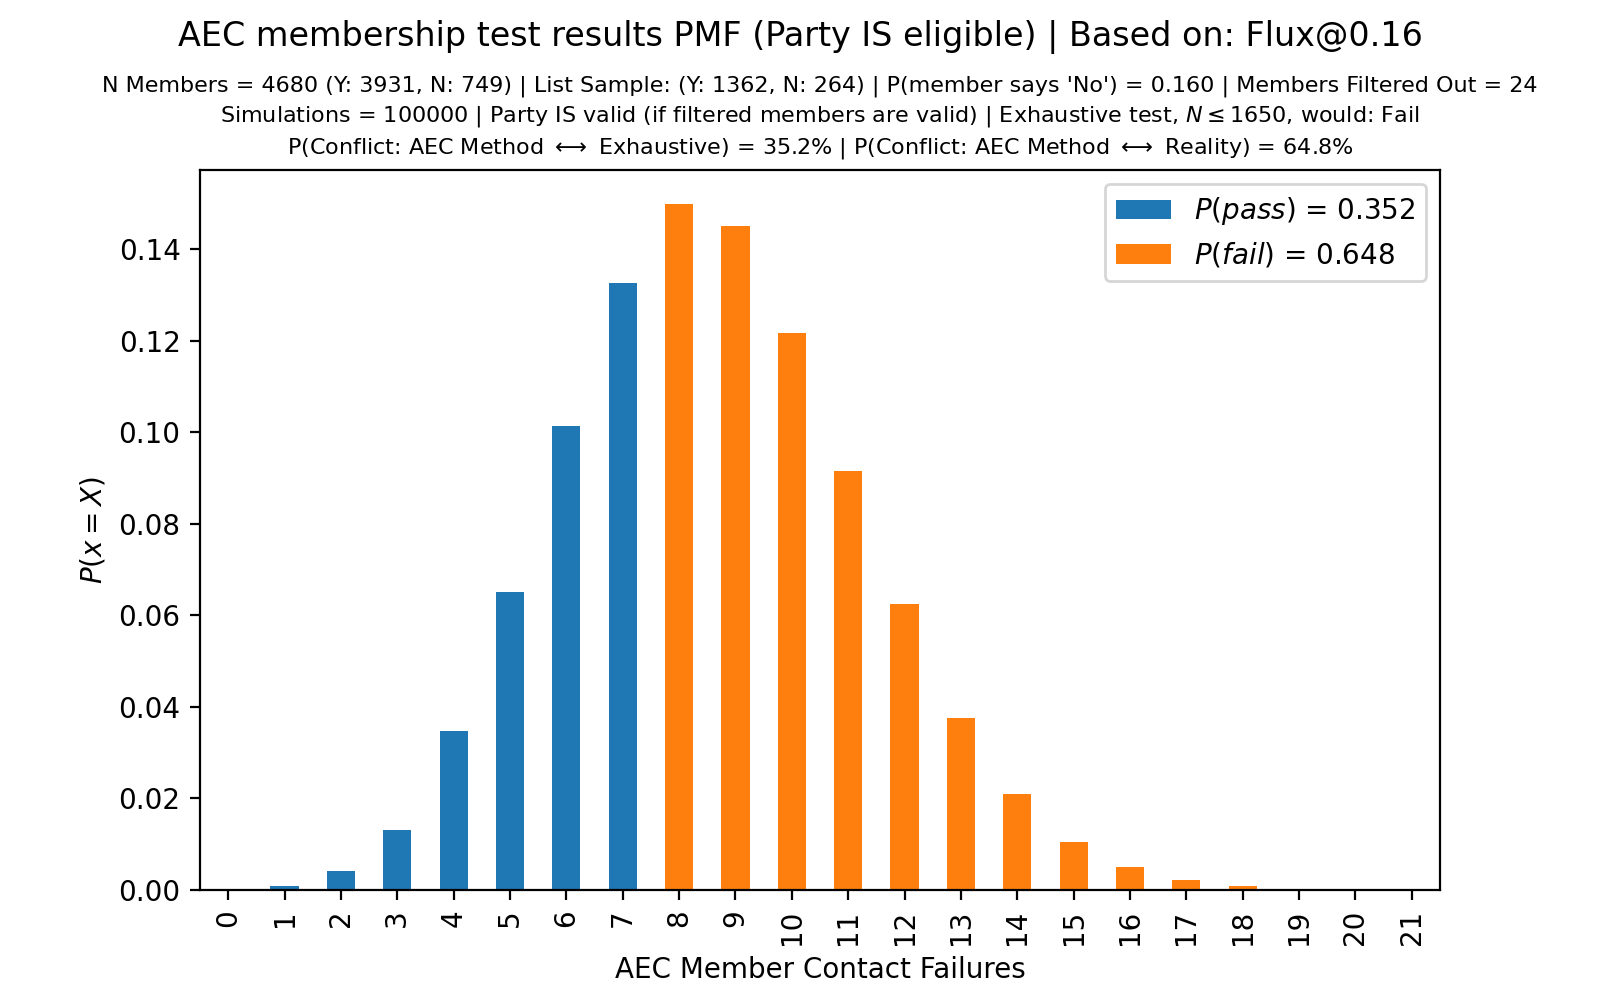 AEC membership test results PMF (Party IS eligible) | Based on: Flux@0.16
N Members = 4680 (Y: 3931, N: 749) | List Sample: (Y: 1362, N: 264) | P(member says 'No') = 0.160 | Members Filtered Out = 24
Simulations = 100000 | Party IS valid (if filtered members are valid) | Exhaustive test, N ≤ 1650, would: Fail
P(Conflict: AEC Method ⟷ Exhaustive) = 35.2% | P(Conflict: AEC Method ⟷ Reality) = 64.8%
P(pass) = 0.352
P(fail) = 0.648
0.14
0.12
0.10
0.08
0.06
0.04
0.02
0.00
P(x = X)
0 1 2 3 4 5 6 7 8 9 10 11 12 13 14 15 16 17 18 19 20 21
AEC Member Contact Failures